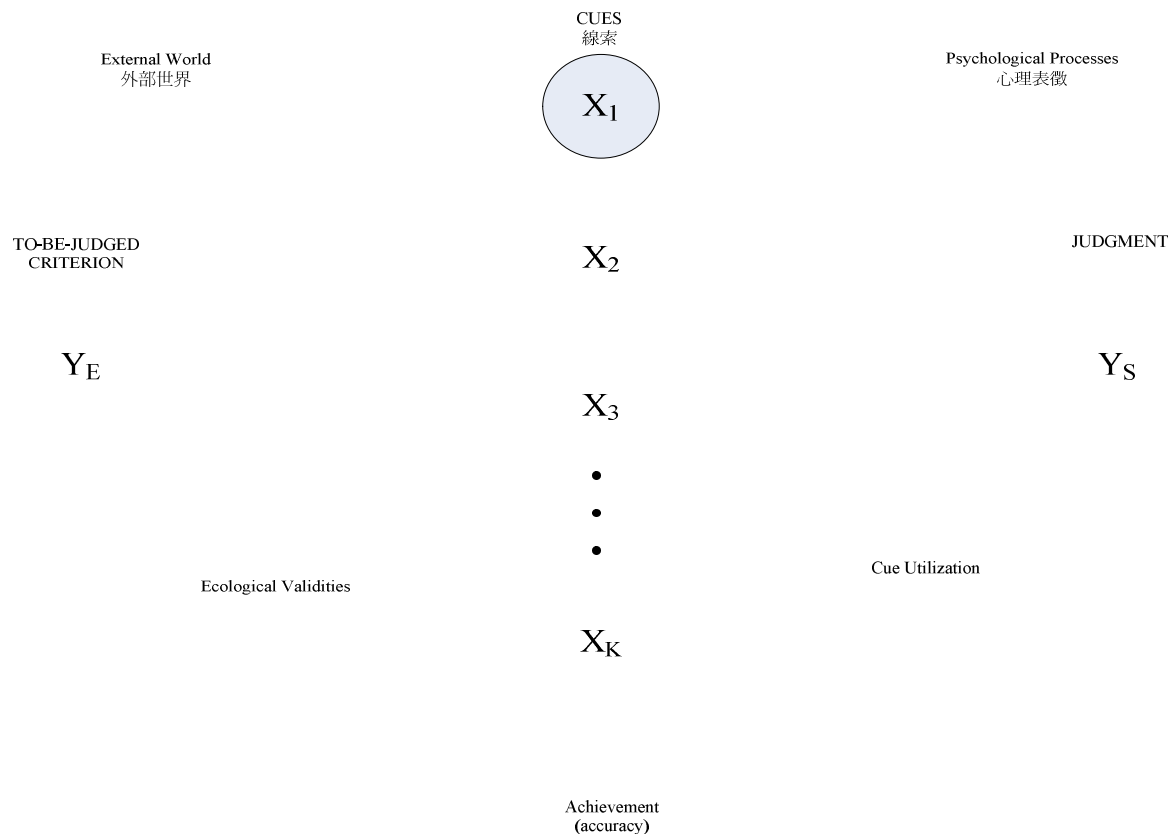 CUES
線索
External World
外部世界
Psychological Processes
心理表徵
X1
TO-BE-JUDGED
CRITERION
X2
JUDGMENT
YE
YS
X3
Ecological Validities
Cue Utilization
XK
Achievement
(accuracy)